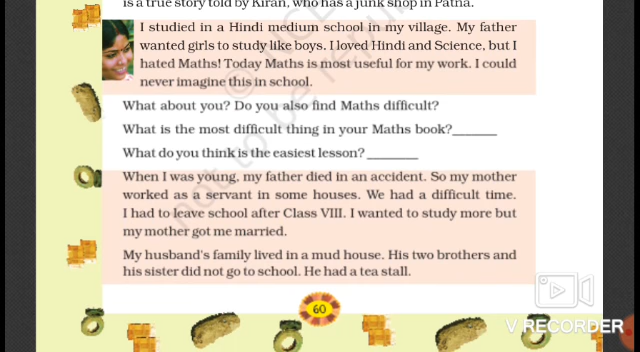 is a true story told by Kiran, who has a junk shop in Patna.
I studied in a Hindi medium school in my village. My father
wanted girls to study like boys. I loved Hindi and Science, but I
hated Maths! Today Maths is most useful for my work. I could
never imagine this in school.
What about you? Do you also find Maths difficult?
What is the most difficult thing in your Maths book?______
What do you think is the easiest lesson? _______
When I was young, my father died in an accident. So my mother
worked as a servant in some houses. We had a difficult time.
I had to leave school after Class VIII. I wanted to study more but
my mother got me married.
My husband's family lived in a mud house. His two brothers and
his sister did not go to school. He had a tea stall.
60
V RECORDER